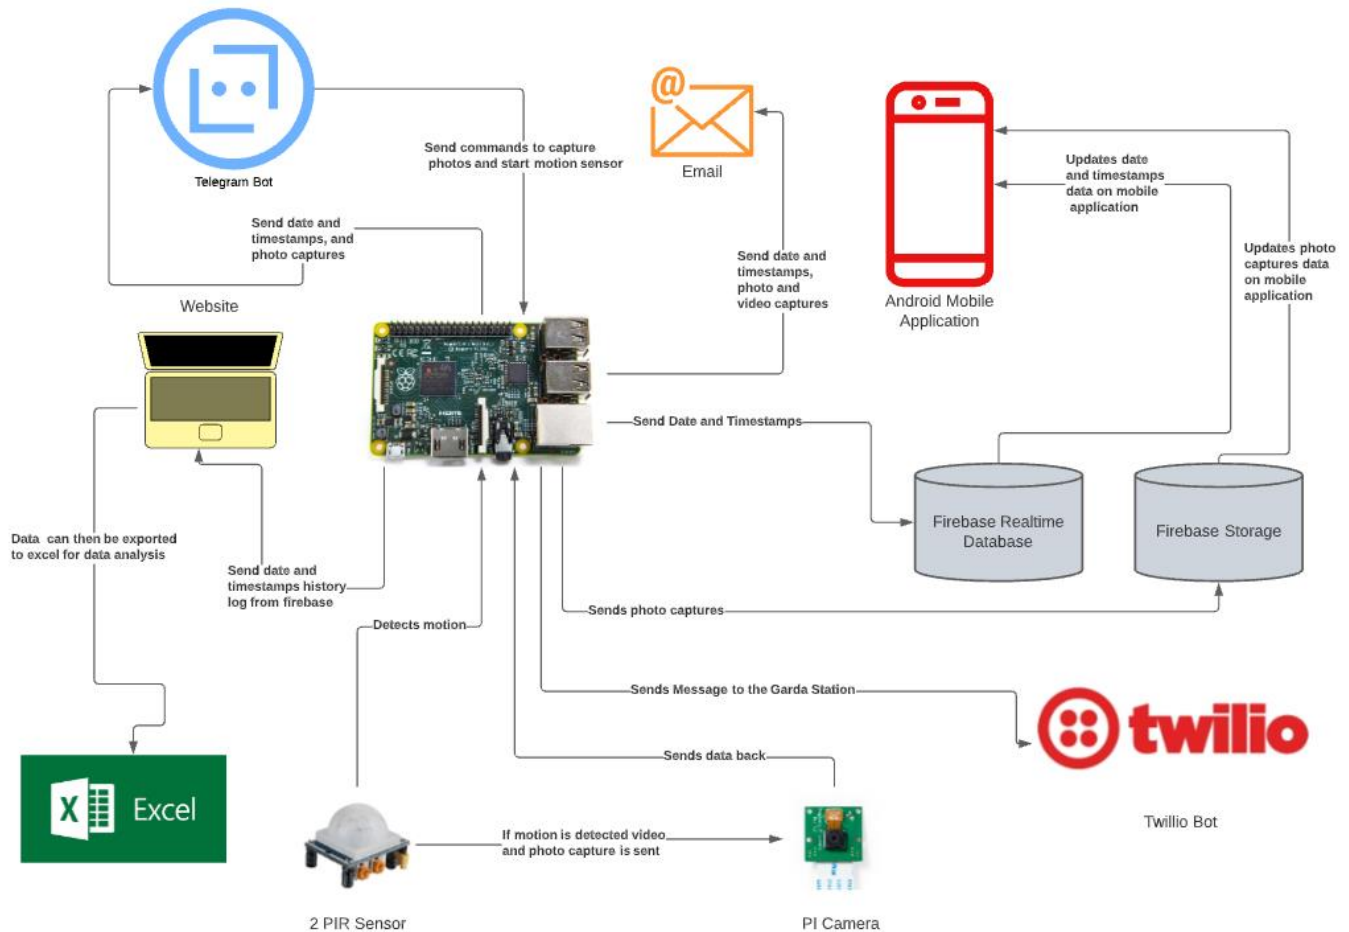 Telegram Bot
Send commands to capture
photos and start motion sensor
@
Email
Updates date
and timestamps
data on mobile
application
Send date and
timestamps, and
photo captures
Send date and
timestamps,
photo and
video captures
Updates photo
captures data
on mobile
application
Website
Android Mobile
Application
Send Date and Timestamps
Firebase Realtime
Database
Firebase Storage
Data can then be exported
to excel for data analysis
Send date and
timestamps history
log from firebase
Detects motion
Sends photo captures
Sends Message to the Garda Station
twilio
Sends data back
X
Excel
Twillio Bot
If motion is detected video
and photo capture is sent
2 PIR Sensor
PI Camera